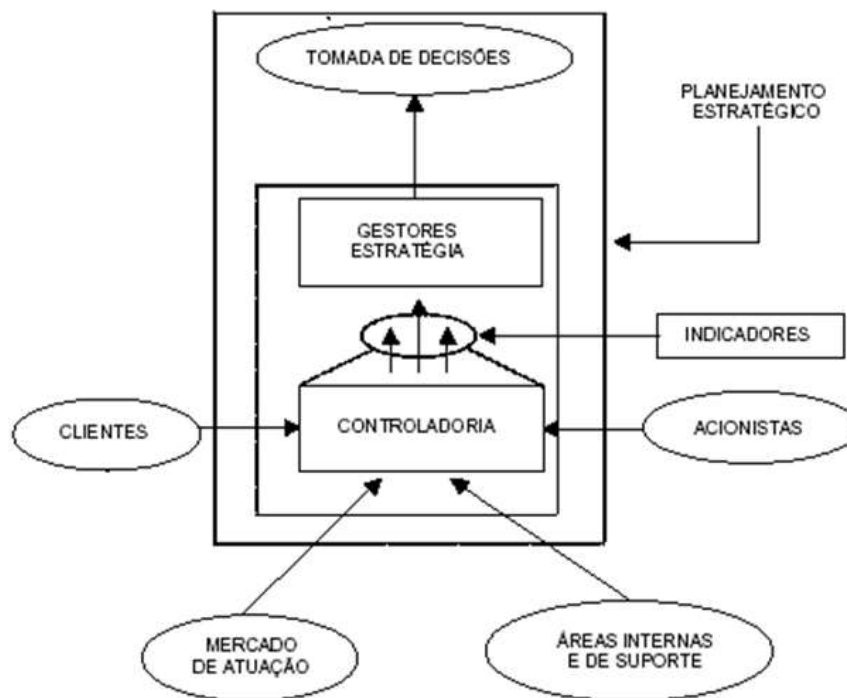 TOMADA DE DECISÕES
PLANEJAMENTO
ESTRATÉGICO
GESTORES
ESTRATÉGIA
INDICADORES
CLIENTES
CONTROLADORIA
ACIONISTAS
MERCADO
DE ATUAÇÃO
ÁREAS INTERNAS
E DE SUPORTE